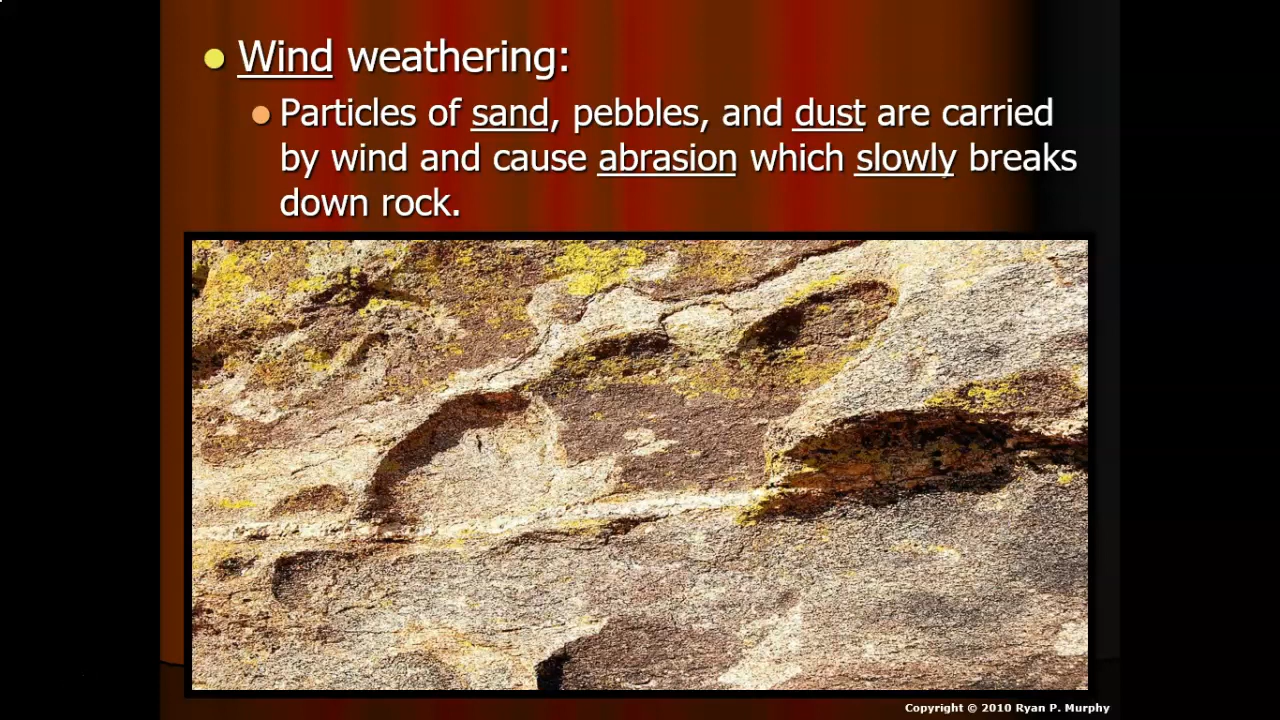 Wind weathering:
Particles of sand, pebbles, and dust are carried
by wind and cause abrasion which slowly breaks
down rock.
Copyright © 2010 Ryan P. Murphy